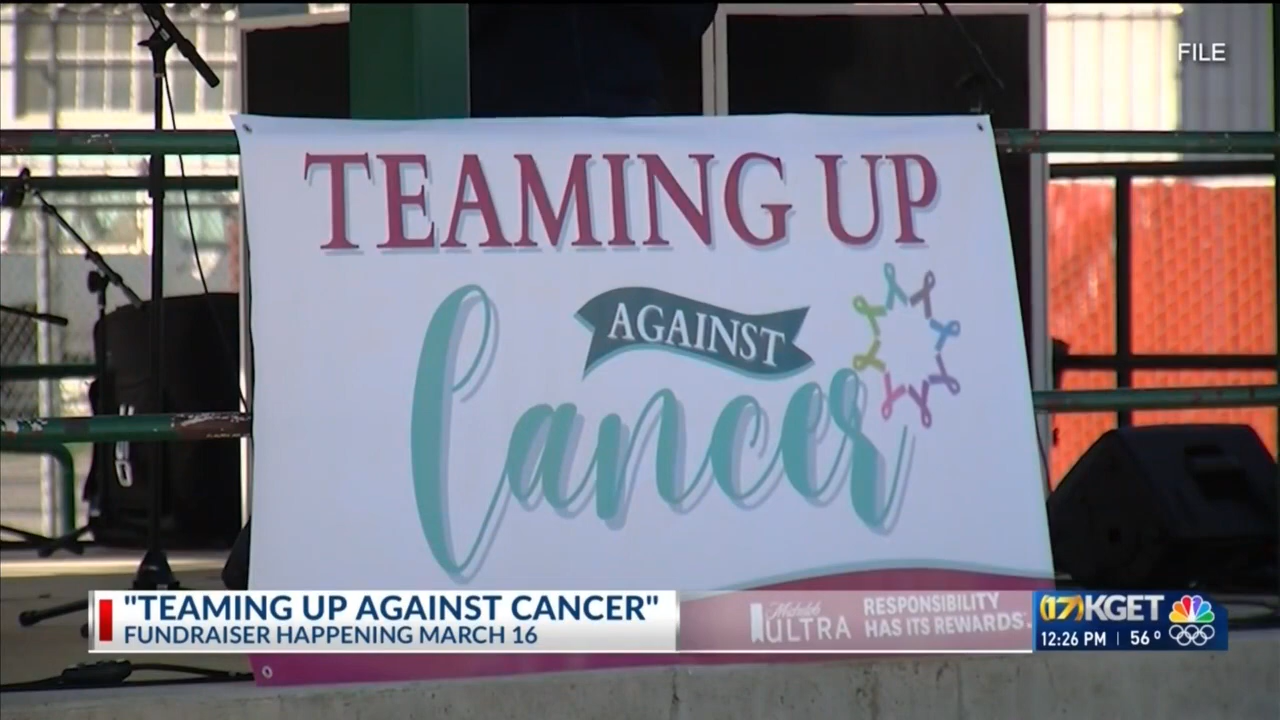 FILE
TEAMING UP
AGAINST
Cancer
"TEAMING UP AGAINST CANCER"
FUNDRAISER HAPPENING MARCH 16
Michelob
ULTRA
RESPONSIBILITY
HAS ITS REWARDS.
17 KGET
12:26 PM | 56°